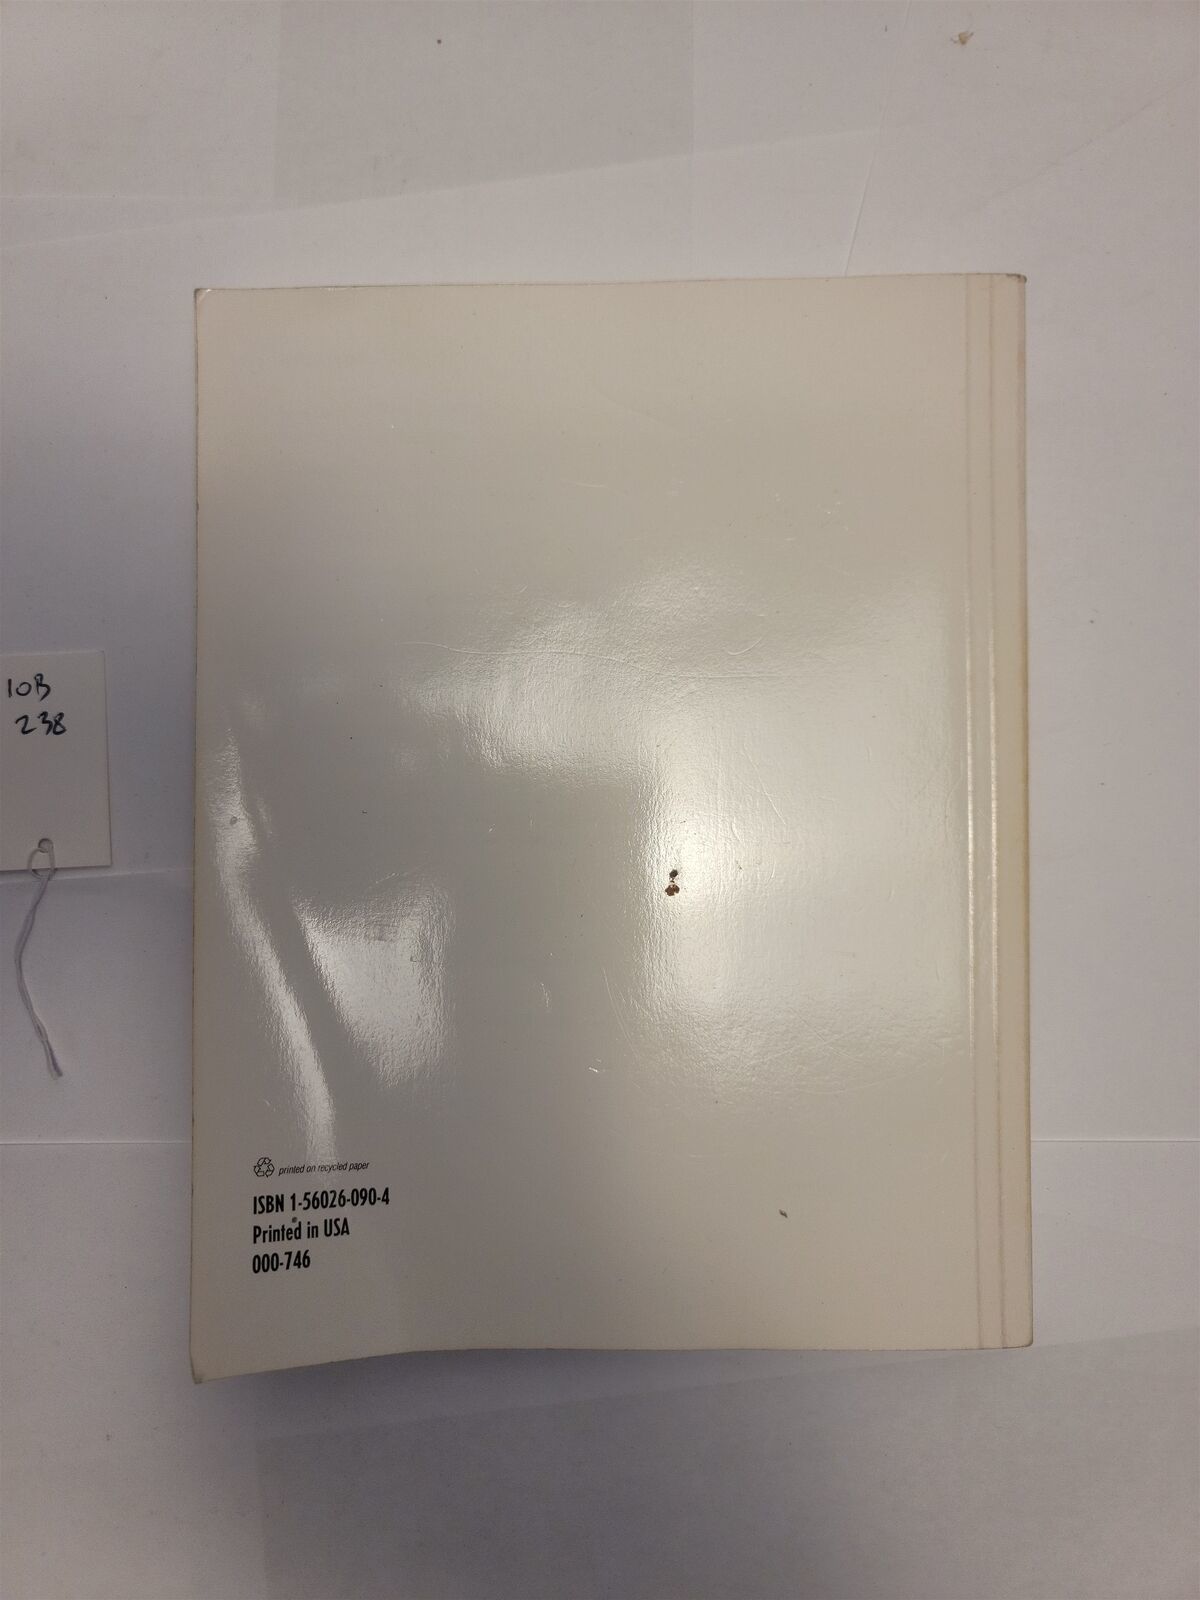 10B
238
printed on recycled paper
ISBN 1-56026-090-4
Printed in USA
000-746